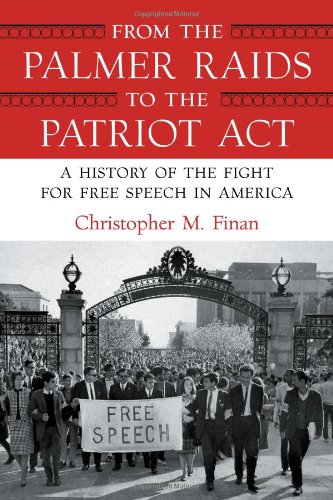 FROM THE
PALMER RAIDS
TO THE
PATRIOT ACT
A HISTORY OF THE FIGHT
FOR FREE SPEECH IN AMERICA
Christopher M. Finan
FREE
SPEECH